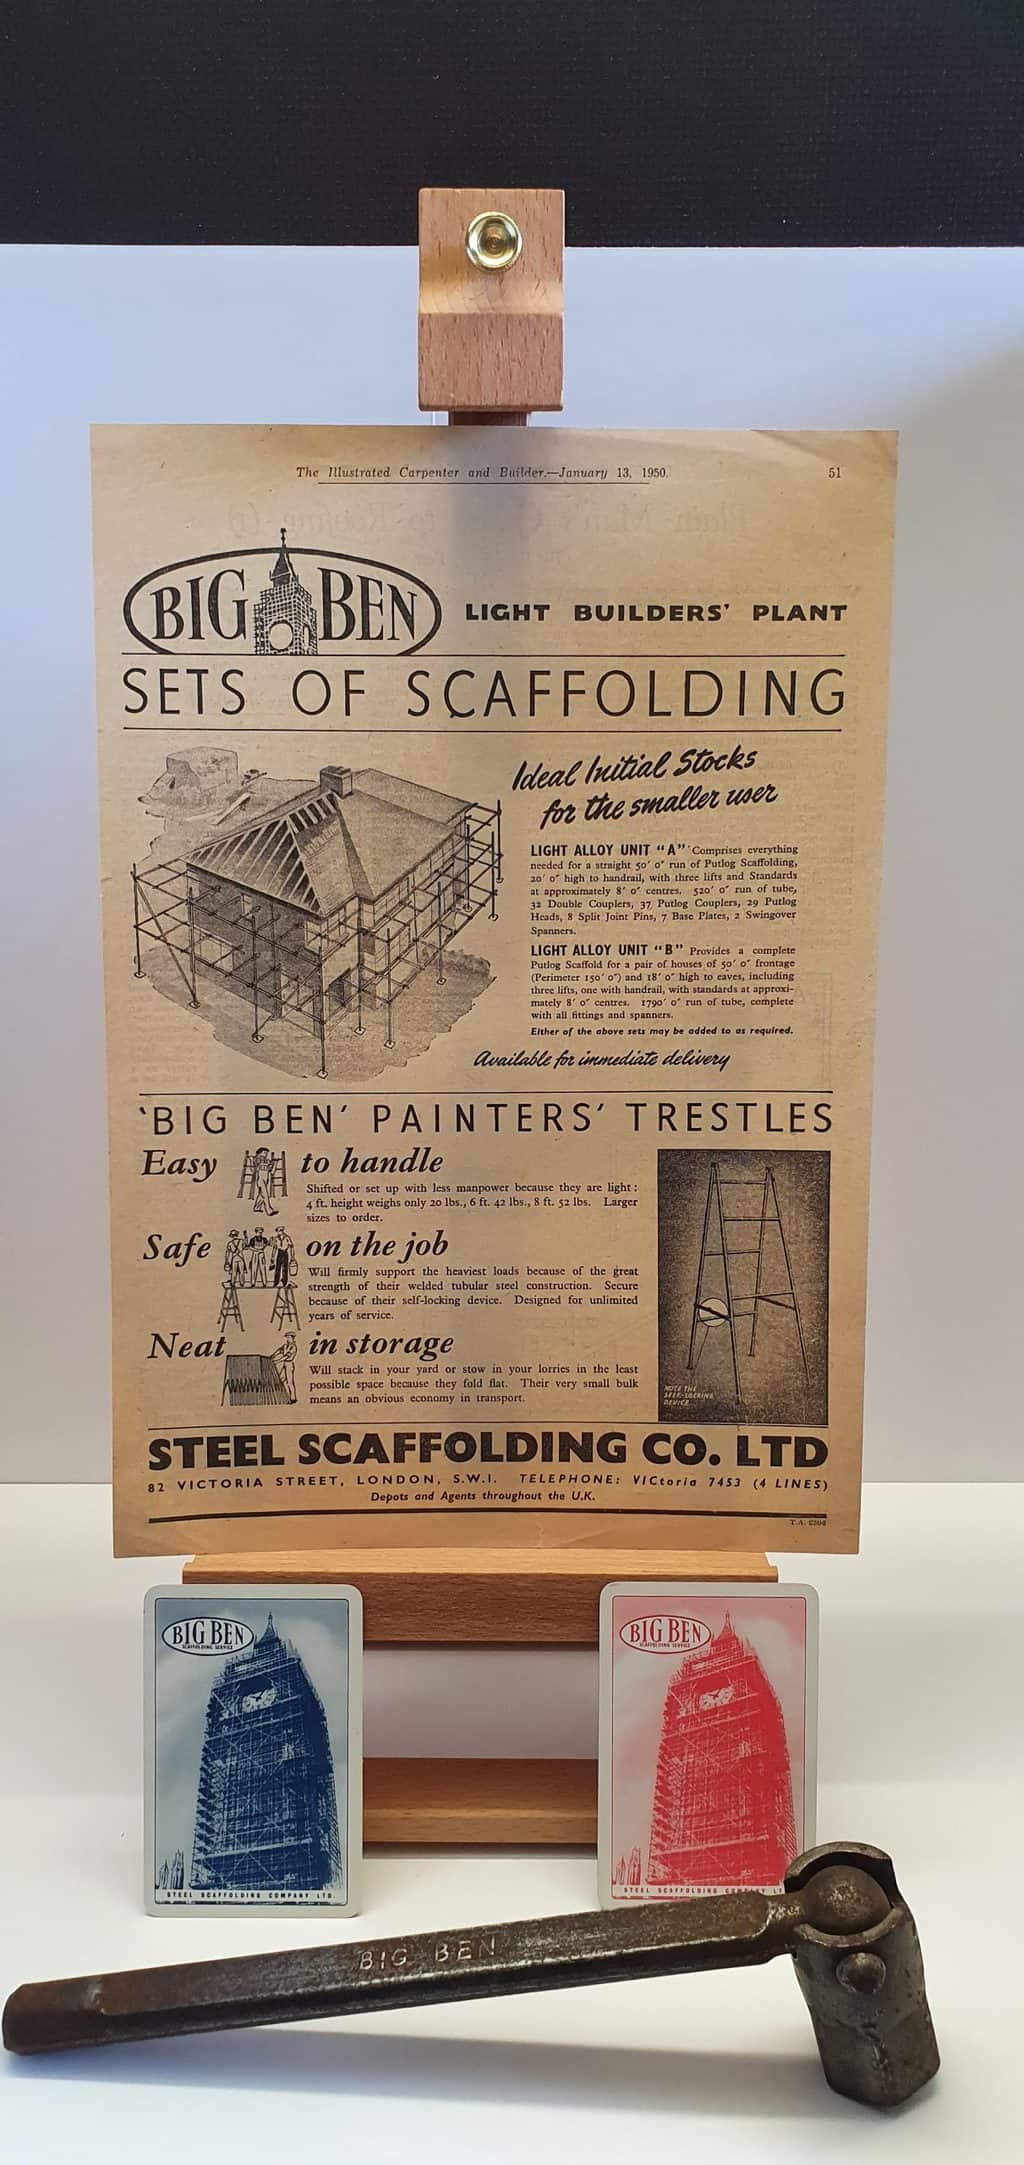 The Illustrated Carpenter and Builder.—January 13, 1950. 51
BIG BEN LIGHT BUILDERS' PLANT
SETS OF SCAFFOLDING
Ideal Initial Stocks
for the smaller user
LIGHT ALLOY UNIT "A" Comprises everything
needed for a straight 50' 0" run of Putlog Scaffolding,
20' 0" high to handrail, with three lifts and Standards
at approximately 8' 0" centres. 520' 0" run of tube,
32 Double Couplers, 37 Putlog Couplers, 29 Putlog
Heads, 8 Split Joint Pins, 7 Base Plates, 2 Swingover
Spanners.
LIGHT ALLOY UNIT "B" Provides a complete
Putlog Scaffold for a pair of houses of 50' 0" frontage
(Perimeter 150' 0") and 18' 0" high to eaves, including
three lifts, one with handrail, with standards at approxi-
mately 8' 0" centres. 1790' 0" run of tube, complete
with all fittings and spanners.
Either of the above sets may be added to as required.
Available for immediate delivery
'BIG BEN' PAINTERS' TRESTLES
Easy to handle
Shifted or set up with less manpower because they are light :
4 ft. height weighs only 20 lbs., 6 ft. 42 lbs., 8 ft. 52 lbs. Larger
sizes to order.
Safe on the job
Will firmly support the heaviest loads because of the great
strength of their welded tubular steel construction. Secure
because of their self-locking device. Designed for unlimited
years of service.
Neat in storage
Will stack in your yard or stow in your lorries in the least
possible space because they fold flat. Their very small bulk
means an obvious economy in transport.
NOTE THE
SELF-LOCKING
DEVICE
STEEL SCAFFOLDING CO. LTD
82 VICTORIA STREET, LONDON, S.W.I. TELEPHONE: VICtoria 7453 (4 LINES)
Depots and Agents throughout the U.K.
BIG BEN
SCAFFOLDING SERVICE
STEEL SCAFFOLDING COMPANY LTD.
BIG BEN
SCAFFOLDING SERVICE
STEEL SCAFFOLDING COMPANY LT
BIG BEN